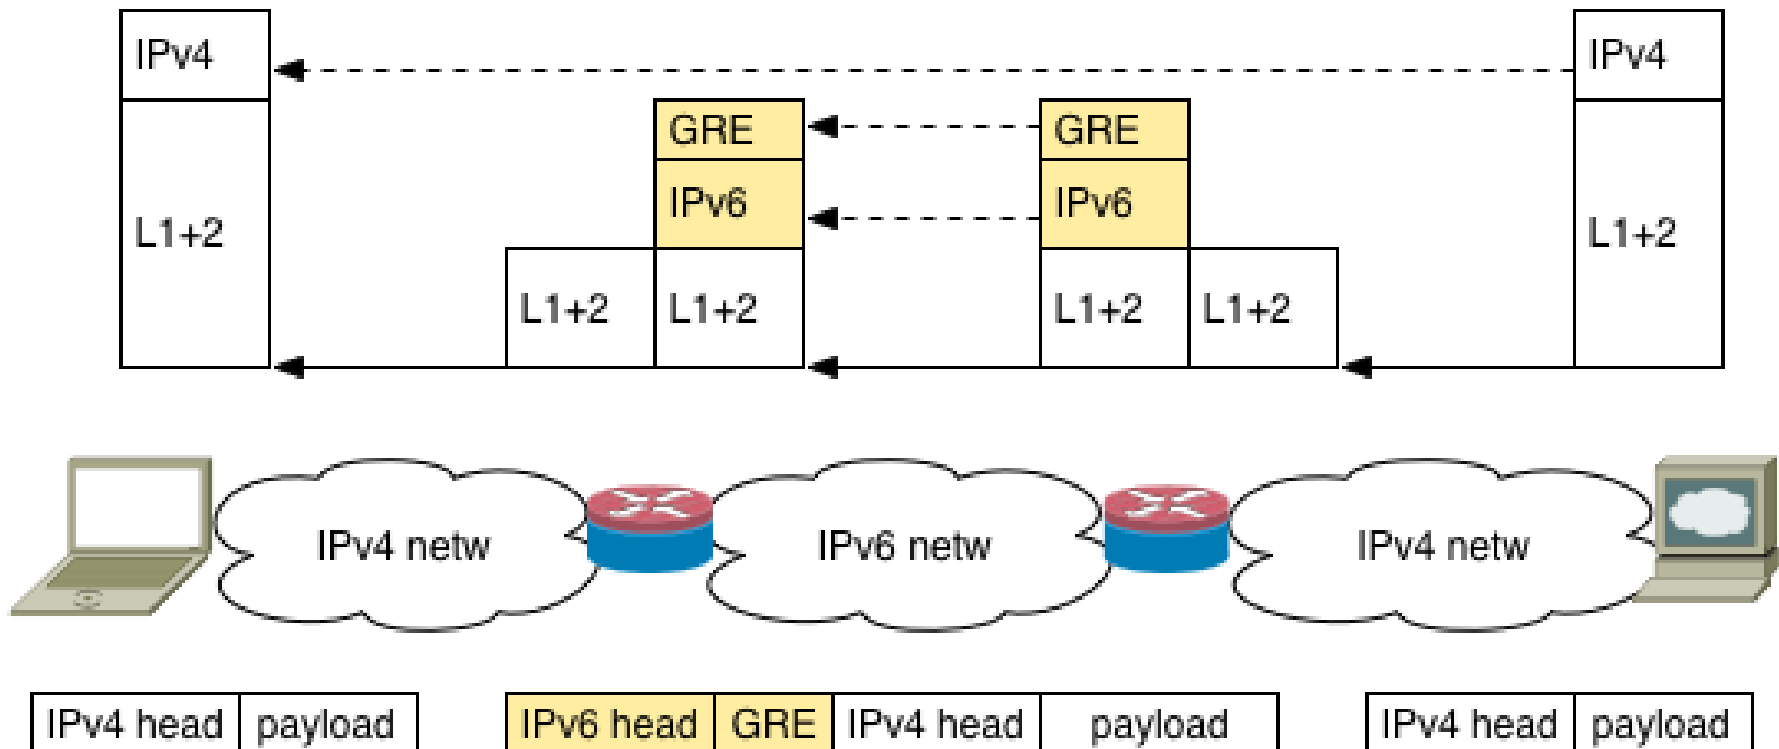 IPv4 IPv4
GRE GRE
IPv6 IPv6
L1+2 L1+2
L1+2 L1+2 L1+2 L1+2
IPv4 netw IPv6 netw IPv4 netw
IPv4 head payload IPv6 head GRE IPv4 head payload IPv4 head payload